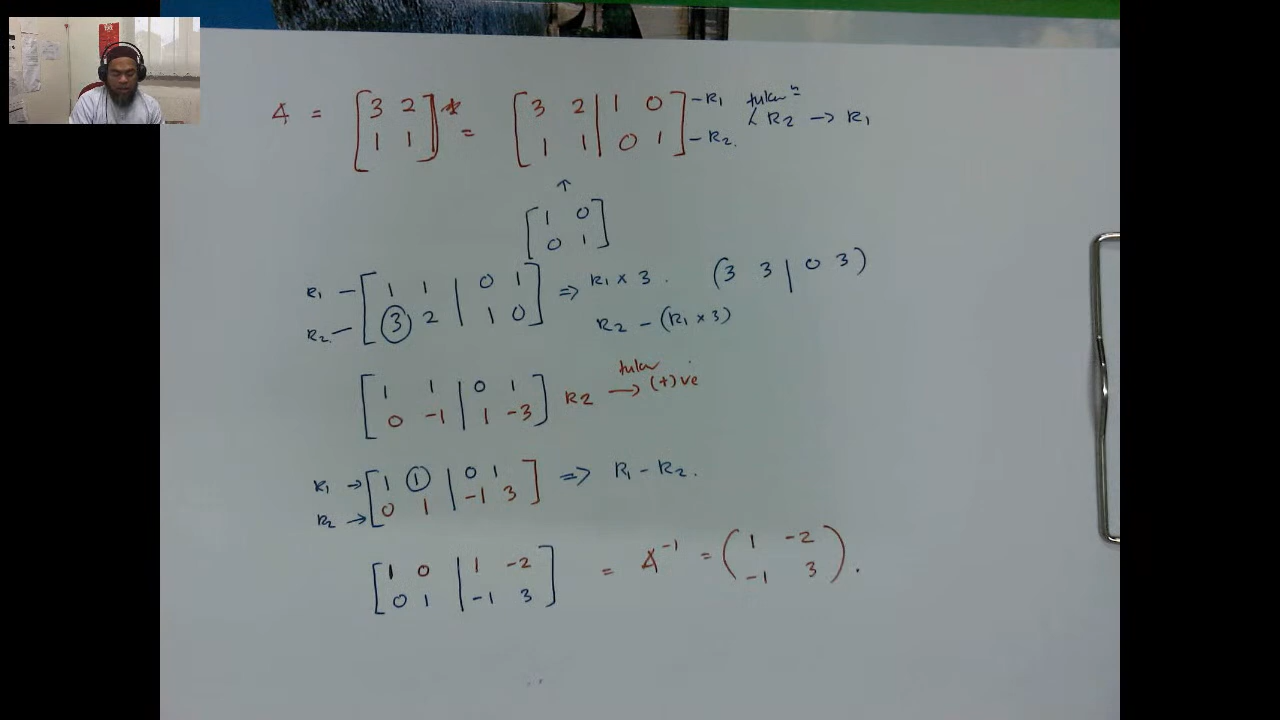 A = [3 2 1 1]* = [3 2 | 1 0 1 1 | 0 1] - R1 - R2. tukar (R2 → R1
↑
[1 0 0 1]
R1 - [1 1 | 0 1] ⇒ R1 × 3. (3 3 | 0 3)
R2 - [3 2 | 1 0] R2 - (R1 × 3)
[1 1 | 0 1
0 -1 | 1 -3] R2 tukar → (+)ve
R1 → [1 1 | 0 1] ⇒ R1 - R2.
R2 → [0 1 | -1 3]
[1 0 | 1 -2 = A⁻¹ = (1 -2
0 1 | -1 3] -1 3).